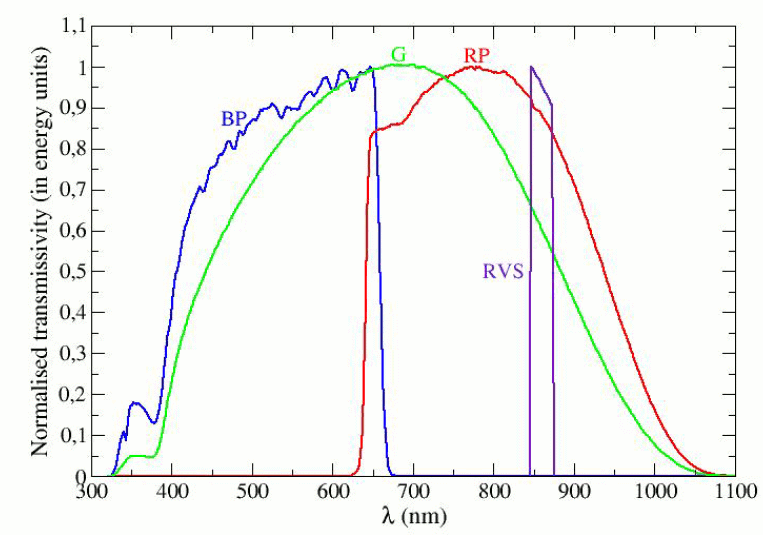 Normalised transmissivity (in energy units)
1,1
1
0,9
0,8
0,7
0,6
0,5
0,4
0,3
0,2
0,1
0
BP
G
RP
RVS
300 400 500 600 700 800 900 1000 1100
λ (nm)